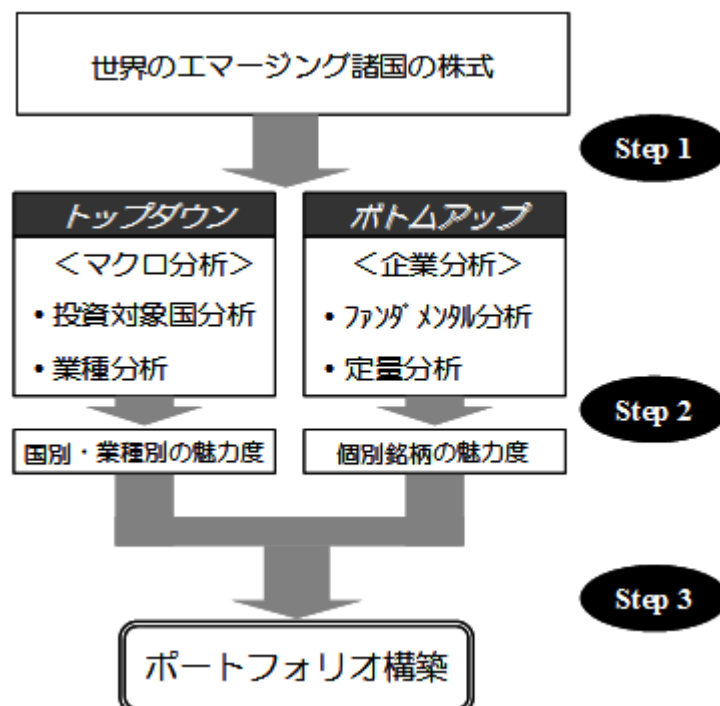 世界のエマージング諸国の株式
Step 1
トップダウン
<マクロ分析>
・投資対象国分析
・業種分析
ボトムアップ
<企業分析>
・ファンダメンタル分析
・定量分析
Step 2
国別・業種別の魅力度
個別銘柄の魅力度
Step 3
ポートフォリオ構築